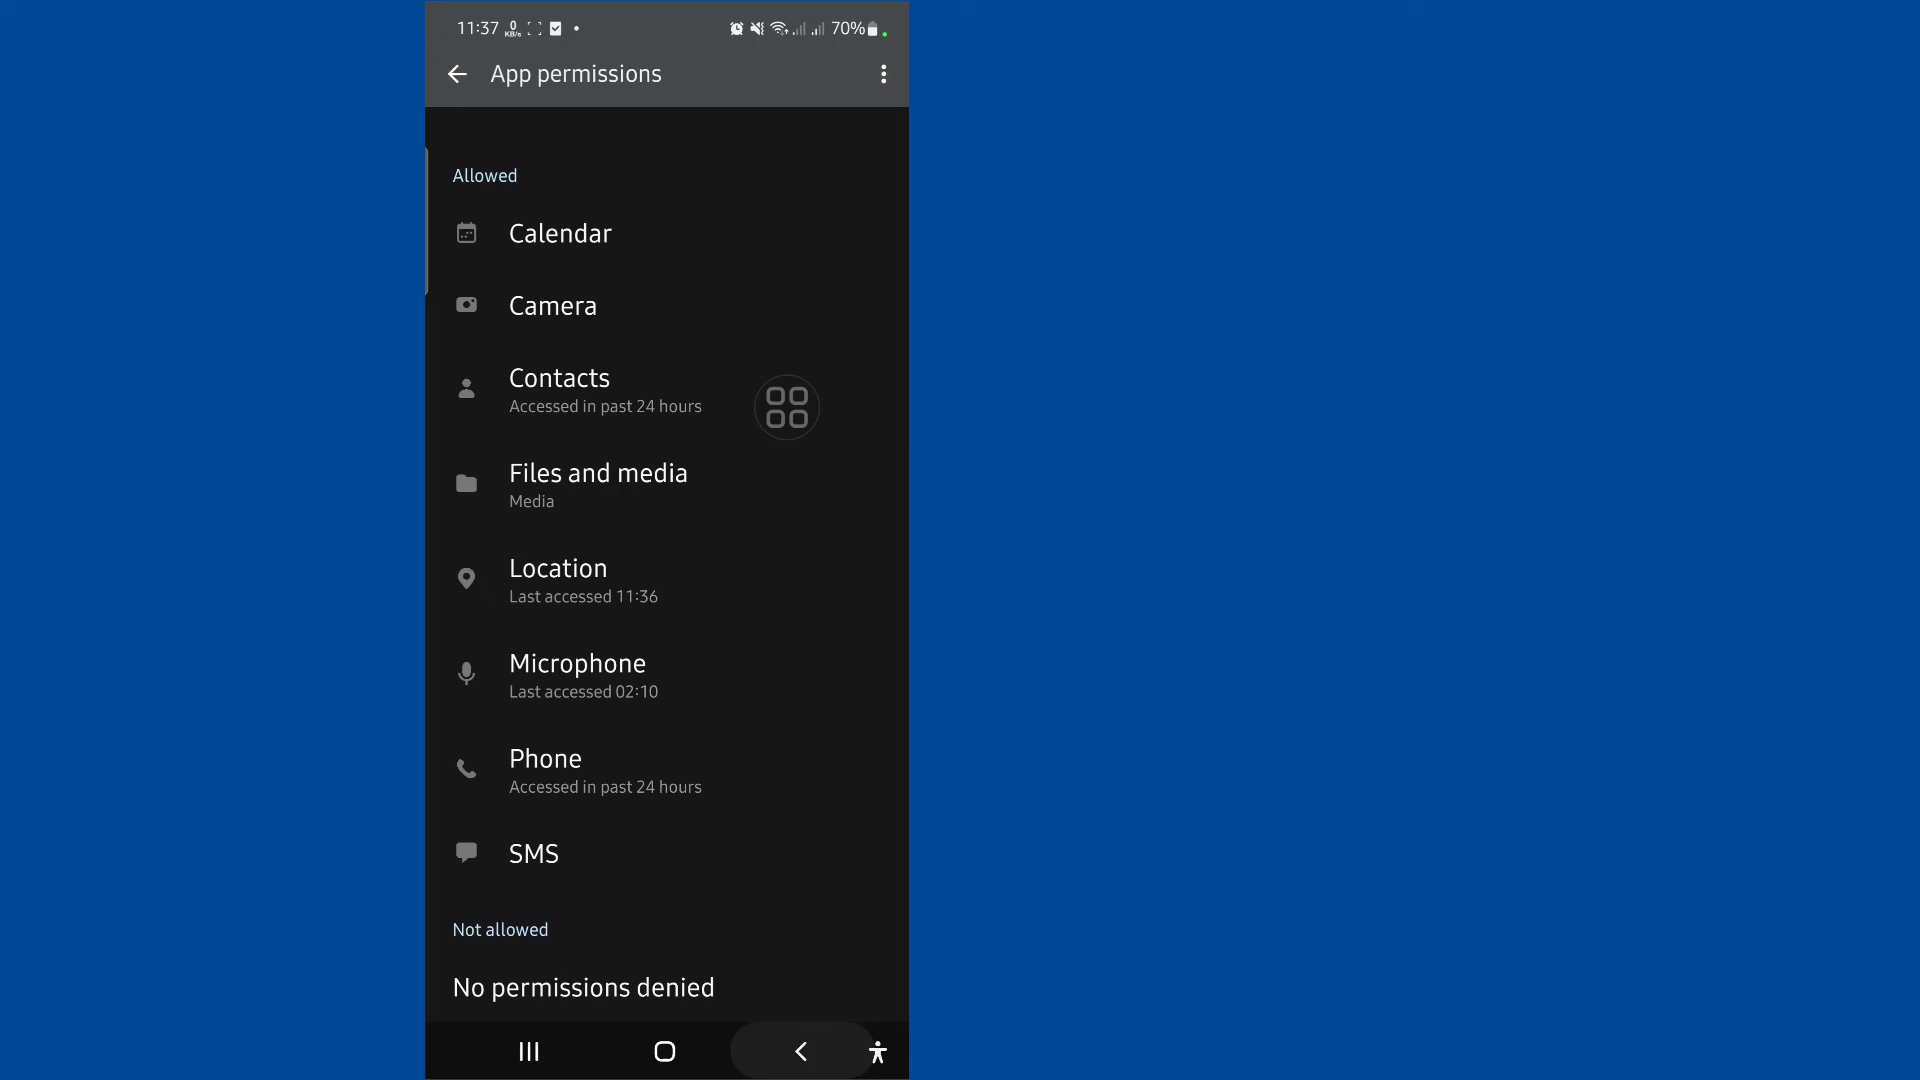 11:37 0 KB/s 70%
App permissions
Allowed
Calendar
Camera
Contacts
Accessed in past 24 hours
Files and media
Media
Location
Last accessed 11:36
Microphone
Last accessed 02:10
Phone
Accessed in past 24 hours
SMS
Not allowed
No permissions denied